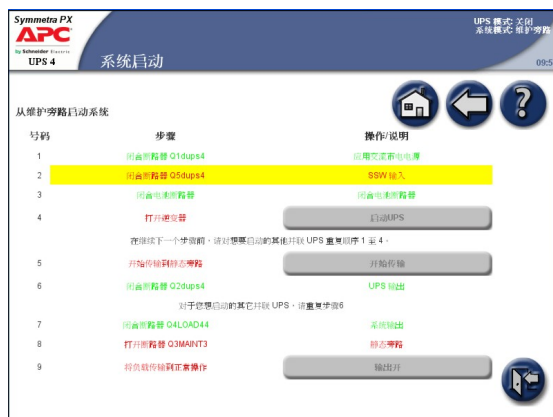 Symmetra PX
APC
by Schneider Electric
UPS 4
系统启动
UPS 模式: 关闭
系统模式: 维护旁路
09:5
从维护旁路启动系统
号码 步骤 操作/说明
1 闭合断路器 Q1dups4 应用交流市电电源
2 闭合断路器 Q5dups4 SSW 输入
3 闭合电池断路器 闭合电池断路器
4 打开逆变器 启动UPS
在继续下一个步骤前，请对想要启动的其他并联 UPS 重复顺序 1 至 4。
5 开始传输到静态旁路 开始传输
6 闭合断路器 Q2dups4 UPS 输出
对于您想启动的其它并联 UPS，请重复步骤6
7 闭合断路器 Q4LOAD44 系统输出
8 打开断路器 Q3MAINT3 静态旁路
9 将负载传输到正常操作 输出开